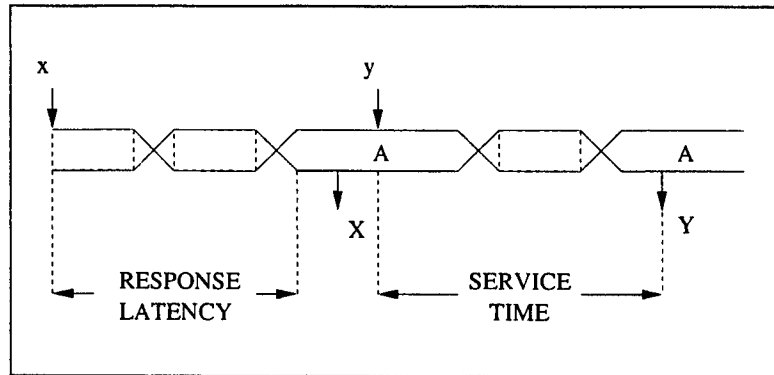 x y
A A
X Y
RESPONSE SERVICE
LATENCY TIME